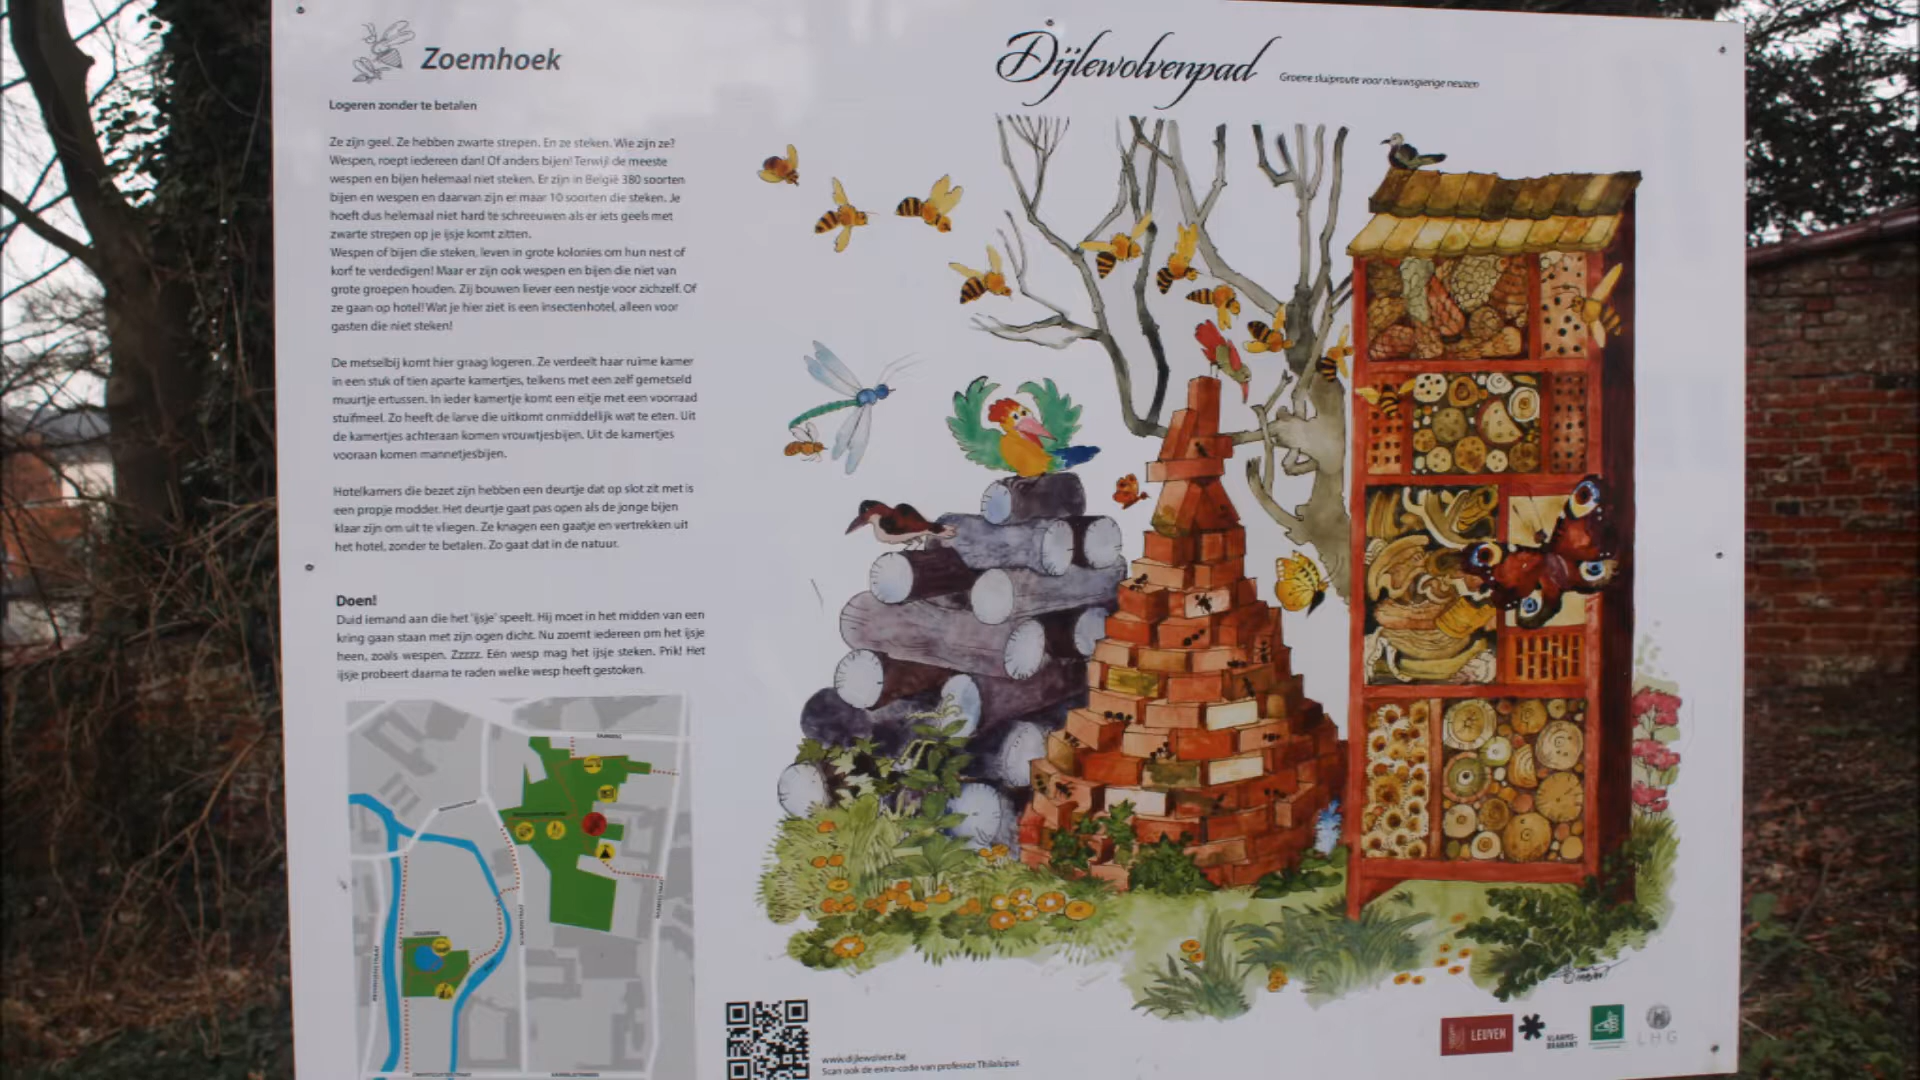 Zoemhoek
Dijlewolvenpad
Groene sluiproute voor nieuwsgierige neuzen
Logeren zonder te betalen
Ze zijn geel. Ze hebben zwarte strepen. En ze steken. Wie zijn ze?
Wespen, roept iedereen dan! Of anders bijen! Terwijl de meeste
wespen en bijen helemaal niet steken. Er zijn in België 380 soorten
bijen en wespen en daarvan zijn er maar 10 soorten die steken. Je
hoeft dus helemaal niet hard te schreeuwen als er iets geels met
zwarte strepen op je ijsje komt zitten.
Wespen of bijen die steken, leven in grote kolonies om hun nest of
korf te verdedigen! Maar er zijn ook wespen en bijen die niet van
grote groepen houden. Zij bouwen liever een nestje voor zichzelf. Of
ze gaan op hotel! Wat je hier ziet is een insectenhotel, alleen voor
gasten die niet steken!
De metselbij komt hier graag logeren. Ze verdeelt haar ruime kamer
in een stuk of tien aparte kamertjes, telkens met een zelf gemetseld
muurtje ertussen. In ieder kamertje komt een eitje met een voorraad
stuifmeel. Zo heeft de larve die uitkomt onmiddellijk wat te eten. Uit
de kamertjes achteraan komen vrouwtjesbijen. Uit de kamertjes
vooraan komen mannetjesbijen.
Hotelkamers die bezet zijn hebben een deurtje dat op slot zit met is
een propje modder. Het deurtje gaat pas open als de jonge bijen
klaar zijn om uit te vliegen. Ze knagen een gaatje en vertrekken uit
het hotel, zonder te betalen. Zo gaat dat in de natuur.
Doen!
Duid iemand aan die het 'ijsje' speelt. Hij moet in het midden van een
kring gaan staan met zijn ogen dicht. Nu zoemt iedereen om het ijsje
heen, zoals wespen. Zzzzz. Eén wesp mag het ijsje steken. Prik! Het
ijsje probeert daarna te raden welke wesp heeft gestoken.
www.dijlewolven.be
Scan ook de extra-code van professor Thilalupus
LEUVEN
VLAAMS-
BRABANT
LHG